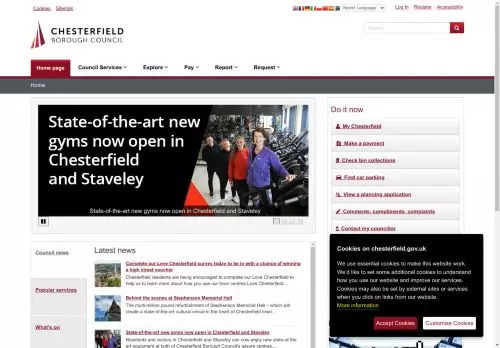 Cookies Sitemap
Select Language
Log In Register Accessibility
CHESTERFIELD
BOROUGH COUNCIL
Search
Home page Council Services Explore Pay Report Request
Home
State-of-the-art new
gyms now open in
Chesterfield
and Staveley
State-of-the-art new gyms now open in Chesterfield and Staveley
Do it now
My Chesterfield
Make a payment
Check bin collections
Find car parking
View a planning application
Comments, compliments, complaints
Contact my councillor
Council news
Popular services
What's on
Latest news
Complete our Love Chesterfield survey today to be in with a chance of winning
a high street voucher
Chesterfield residents are being encouraged to complete our Love Chesterfield to
help us to learn more about how you use our town centres Love Chesterfield...
Behind the scenes at Stephenson Memorial Hall
The multi-million pound refurbishment of Stephenson Memorial Hall – which will
create a state-of-the-art cultural venue in the heart of Chesterfield town...
State-of-the-art new gyms now open in Chesterfield and Staveley
Residents and visitors in Chesterfield and Staveley can now enjoy new state-of-the
art equipment at both of Chesterfield Borough Council's leisure centres....
Cookies on chesterfield.gov.uk
We use essential cookies to make this website work.
We'd like to set some additional cookies to understand
how you use our website and improve our services.
Cookies may also be set by external sites or services
when you click on links from our website.
More information
Accept Cookies Customise Cookies